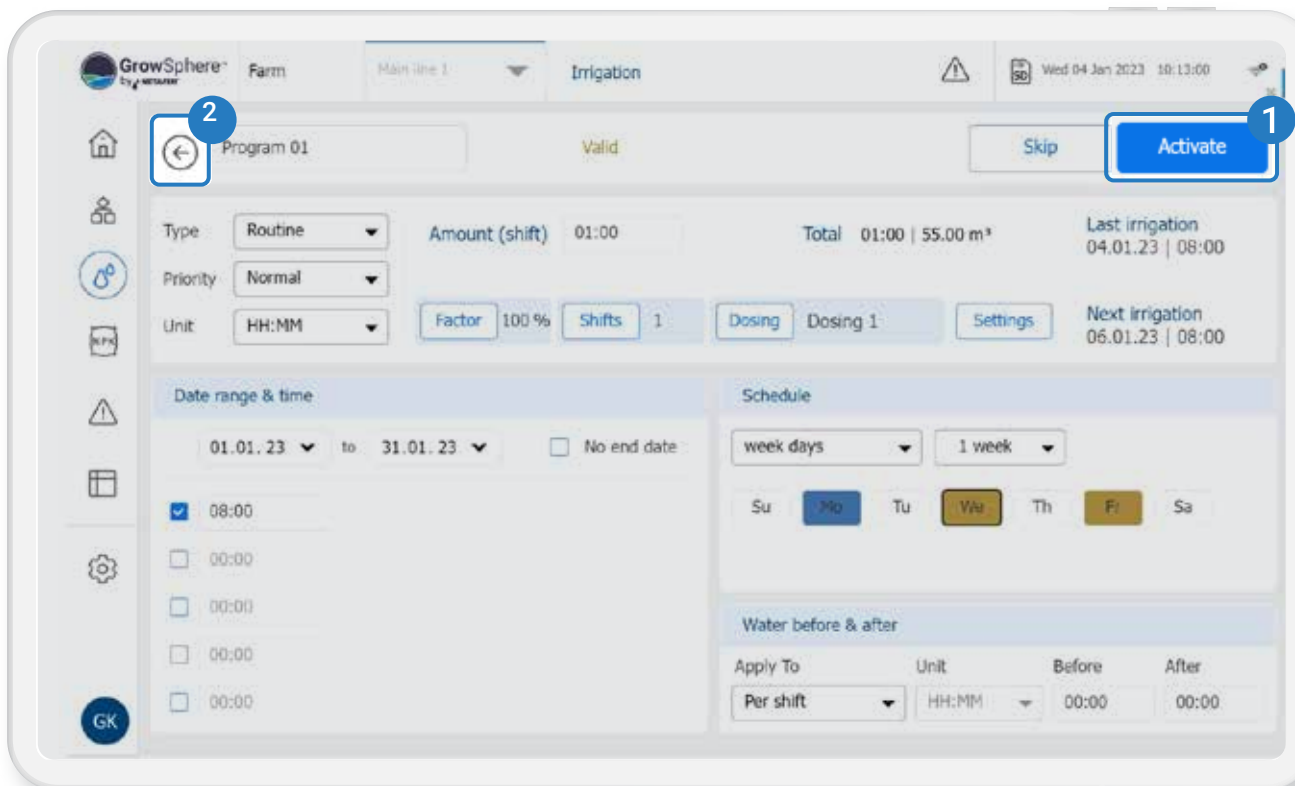 GrowSphere™ Farm Main line 1 Irrigation SD Wed 04 Jan 2023 10:13:00
by NETAFIM
2 1
Program 01 Valid Skip Activate
Type Routine Amount (shift) 01:00 Total 01:00 | 55.00 m³ Last irrigation
04.01.23 | 08:00
Priority Normal
Unit HH:MM Factor 100 % Shifts 1 Dosing Dosing 1 Settings Next irrigation
06.01.23 | 08:00
NPK
Date range & time
01.01. 23 to 31.01. 23 No end date
08:00
00:00
00:00
00:00
00:00
Schedule
week days 1 week
Su Mo Tu We Th Fr Sa
Water before & after
Apply To Unit Before After
Per shift HH:MM 00:00 00:00
GK